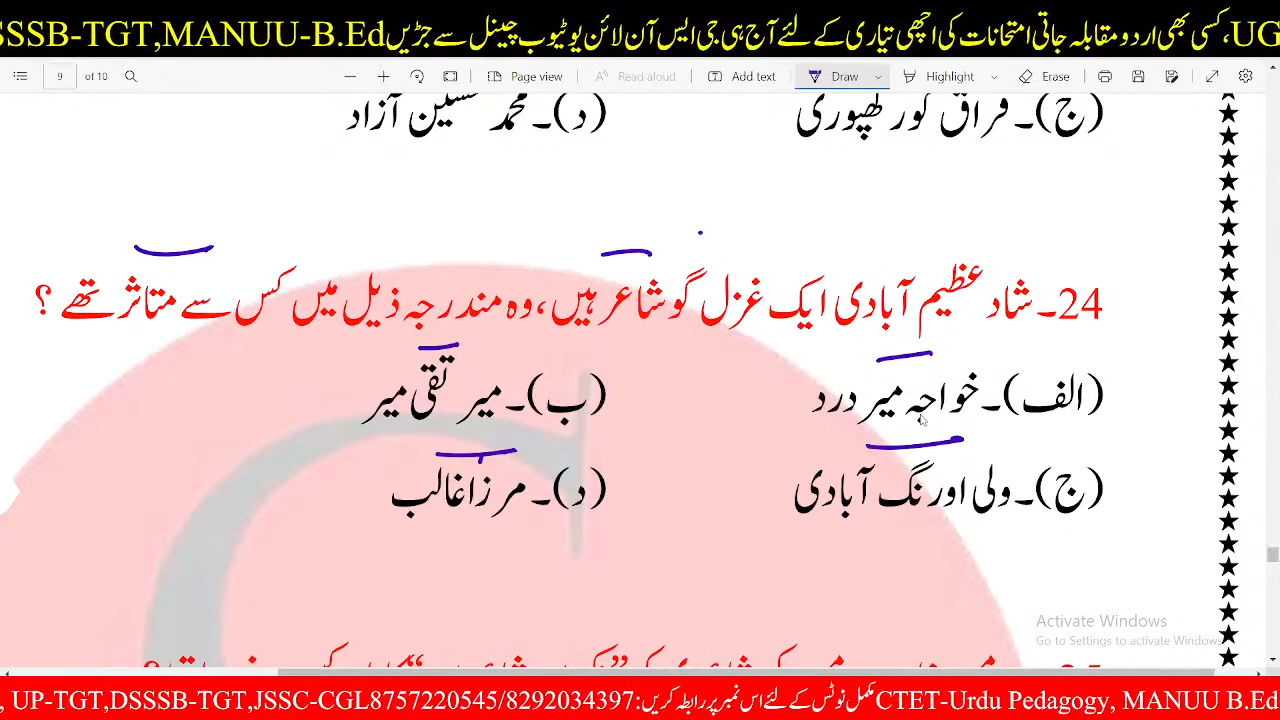 UG، کسی بھی اردو مقابلہ جاتی امتحانات کی اچھی تیاری کے لئے آج ہی جی ایس آن لائن یوٹیوب چینل سے جڑیں DSSSB-TGT,MANUU-B.Ed
9 of 10 Page view Read aloud Add text Draw Highlight Erase
(ج)۔ فراق گورکھپوری (د)۔ محمد حسین آزاد
24۔ شاد عظیم آبادی ایک غزل گو شاعر ہیں، وہ مندرجہ ذیل میں کس سے متاثر تھے ؟
(الف)۔ خواجہ میر درد (ب)۔ میر تقی میر
(ج)۔ ولی اورنگ آبادی (د)۔ مرزا غالب
Activate Windows
Go to Settings to activate Windows.
CTET-Urdu Pedagogy, MANUU B.Ed مکمل نوٹس کے لئے اس نمبر پر رابطہ کریں: 8757220545/8292034397 UP-TGT,DSSSB-TGT,JSSC-CGL